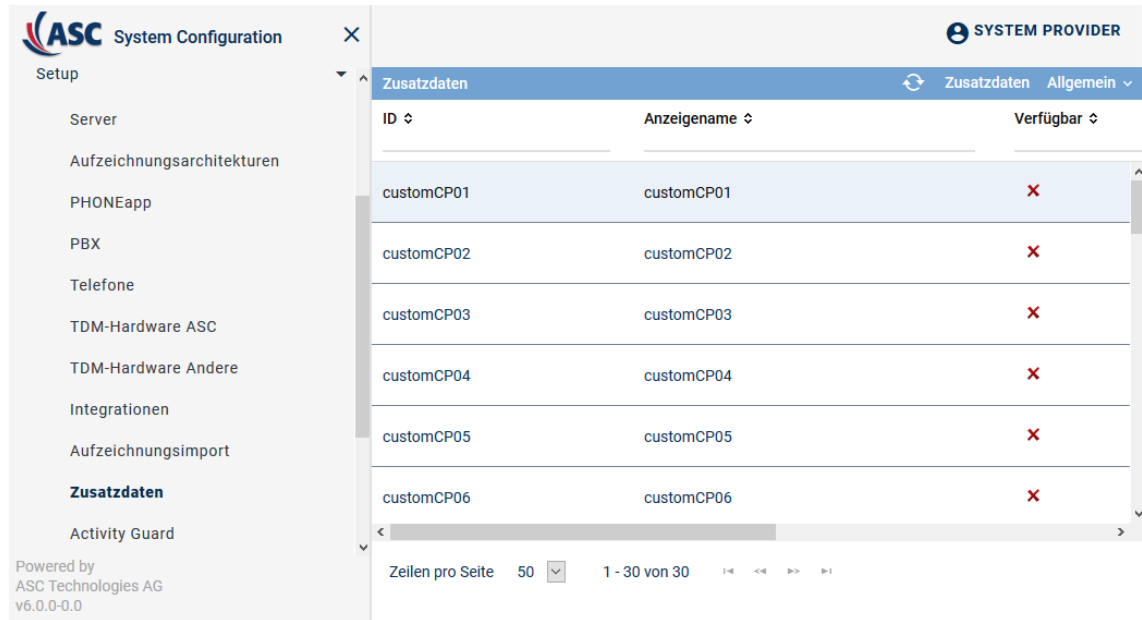 ASC System Configuration
SYSTEM PROVIDER
Setup
Server
Aufzeichnungsarchitekturen
PHONEapp
PBX
Telefone
TDM-Hardware ASC
TDM-Hardware Andere
Integrationen
Aufzeichnungsimport
Zusatzdaten
Activity Guard
Powered by
ASC Technologies AG
v6.0.0-0.0
Zusatzdaten Zusatzdaten Allgemein
ID Anzeigename Verfügbar
customCP01 customCP01
customCP02 customCP02
customCP03 customCP03
customCP04 customCP04
customCP05 customCP05
customCP06 customCP06
Zeilen pro Seite 50 1 - 30 von 30